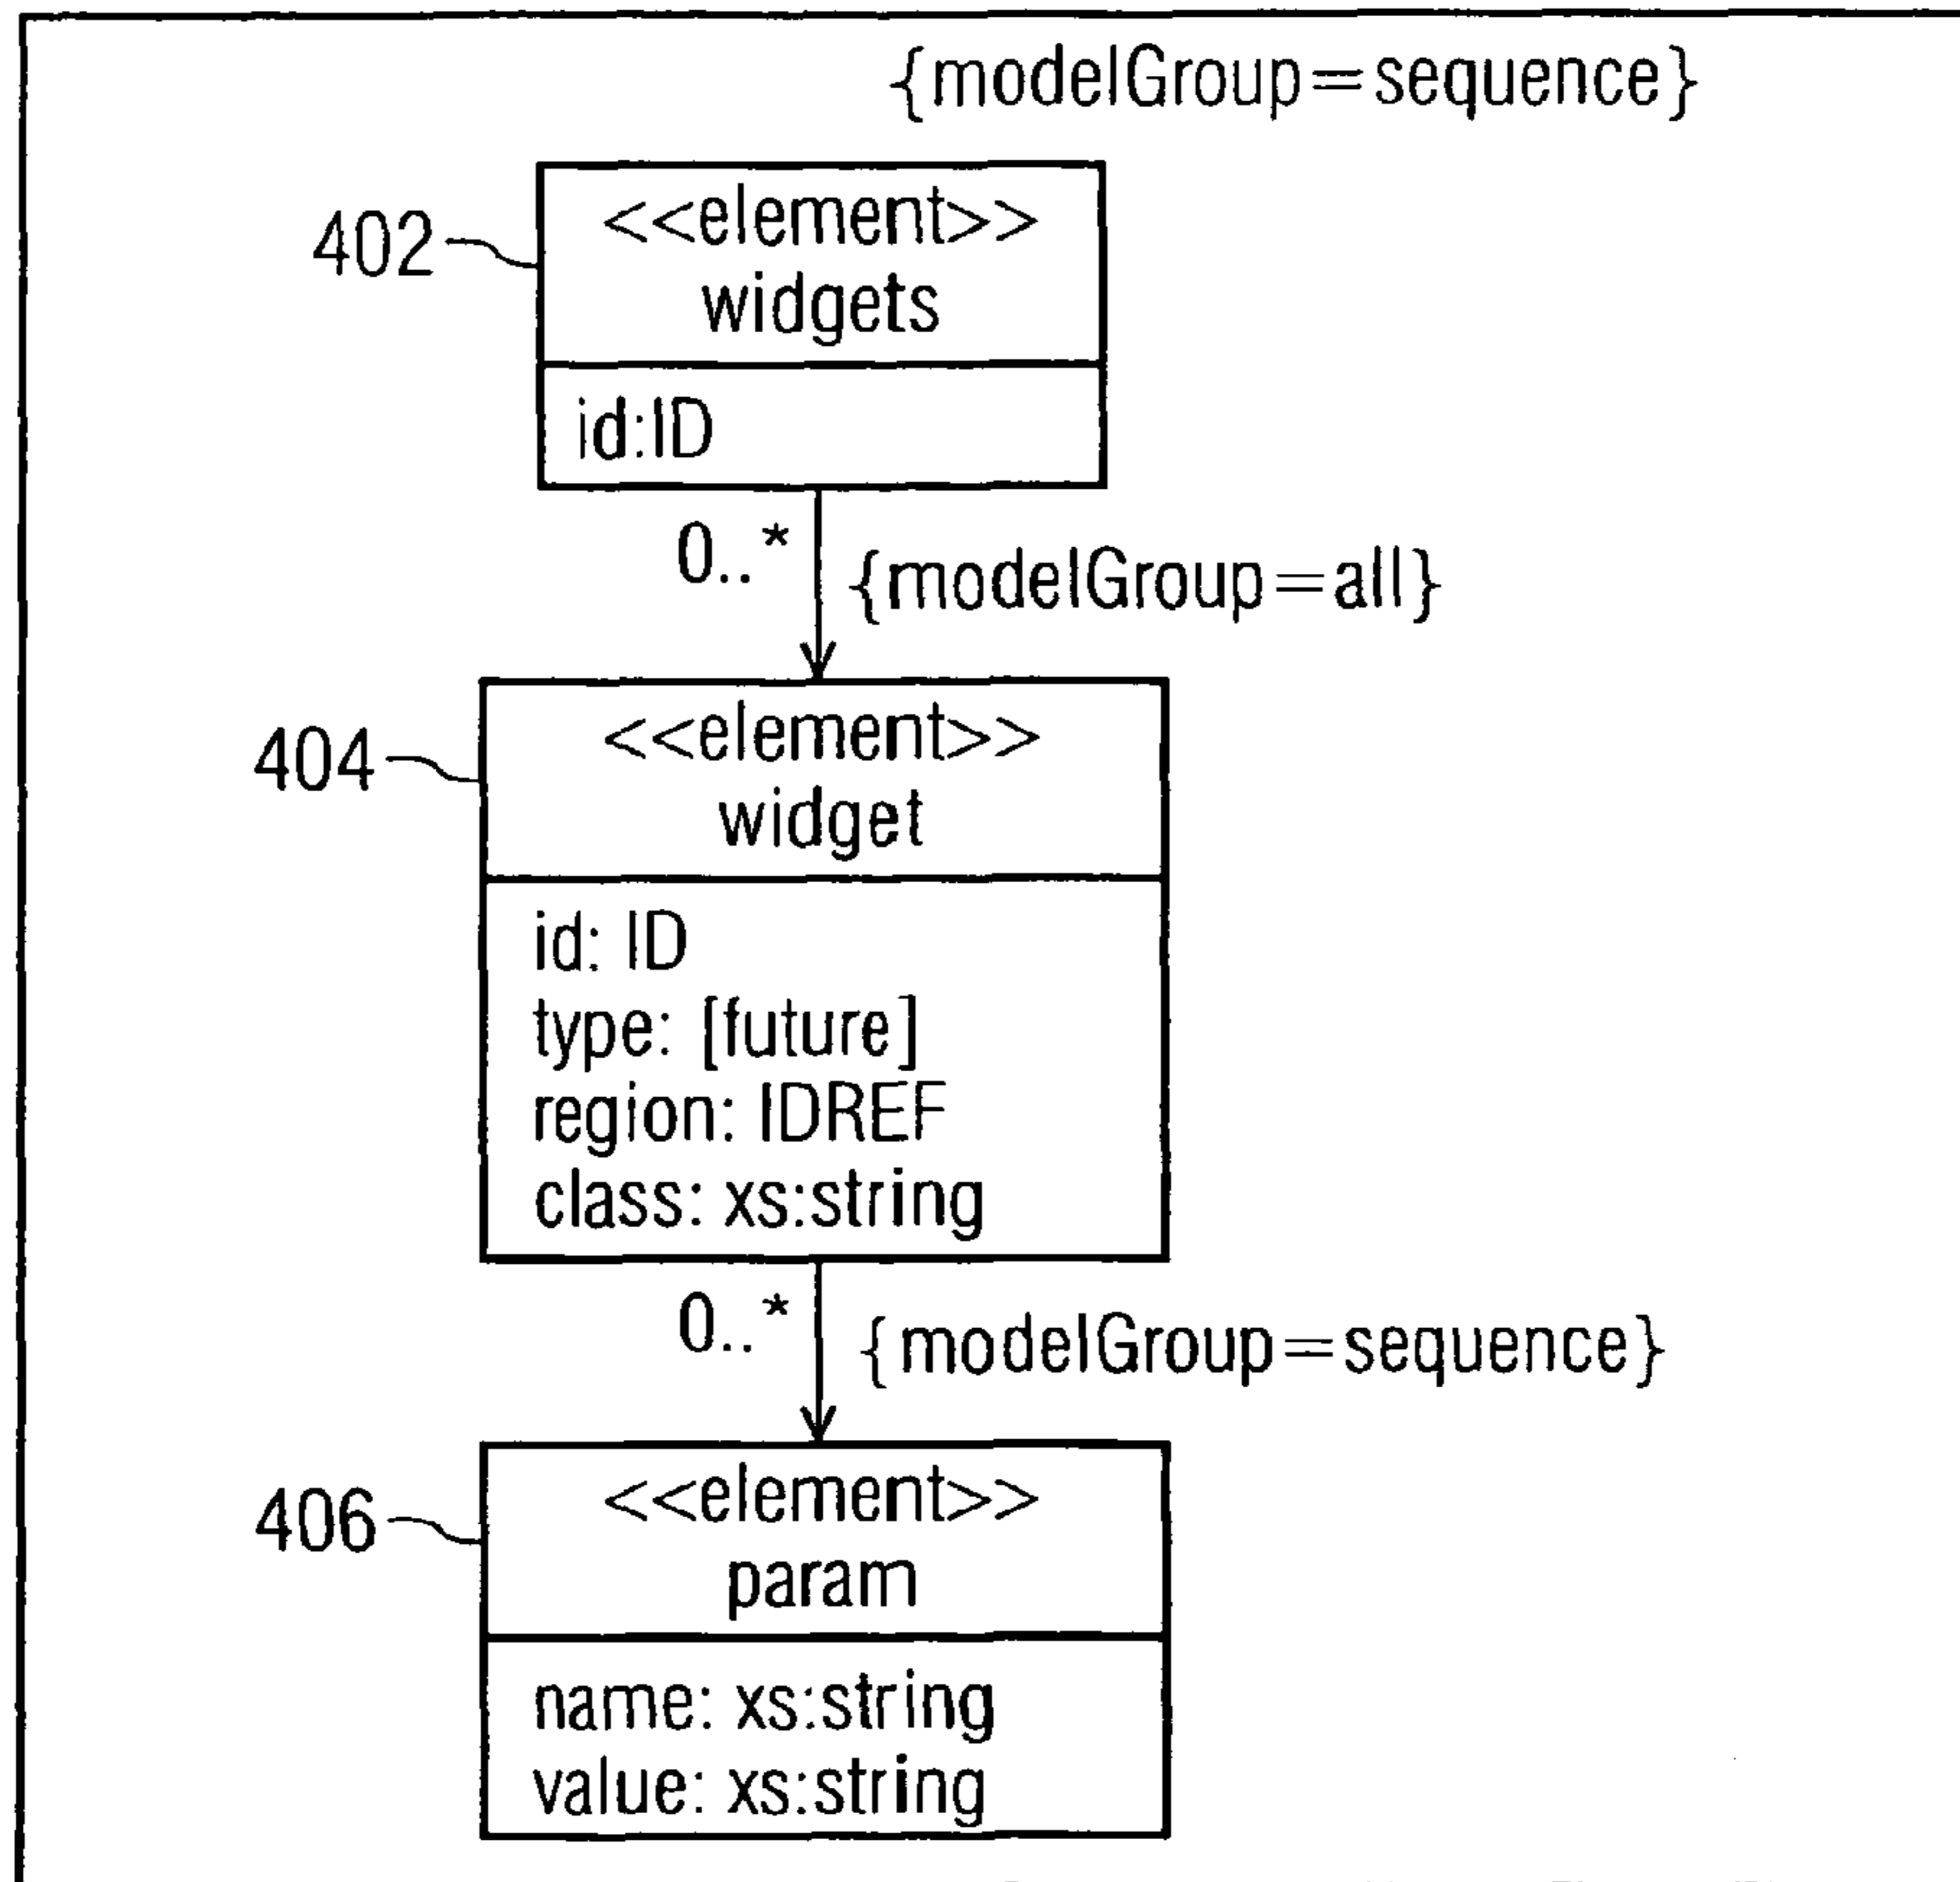 {modelGroup=sequence}
402
<<element>>
widgets
id:ID
0..*
{modelGroup=all}
404
<<element>>
widget
id: ID
type: [future]
region: IDREF
class: xs:string
0..*
{modelGroup=sequence}
406
<<element>>
param
name: xs:string
value: xs:string